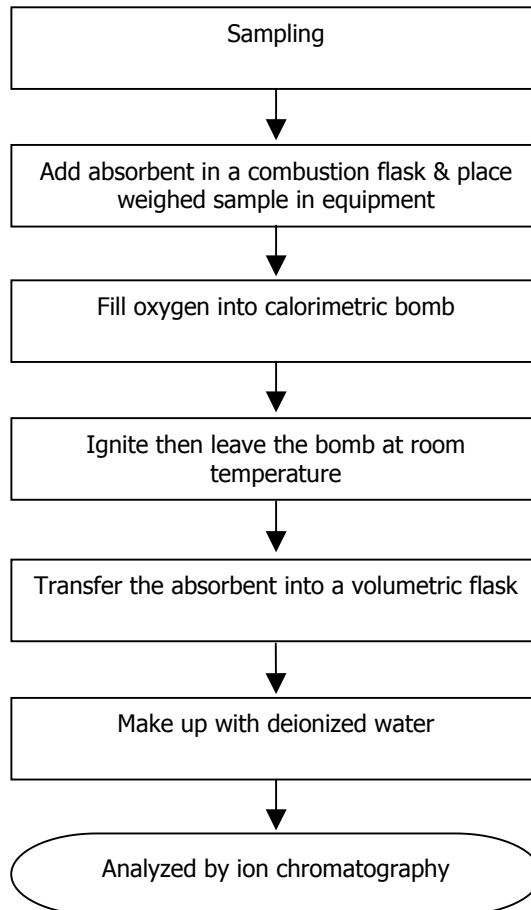 Sampling
Add absorbent in a combustion flask & place
weighed sample in equipment
Fill oxygen into calorimetric bomb
Ignite then leave the bomb at room
temperature
Transfer the absorbent into a volumetric flask
Make up with deionized water
Analyzed by ion chromatography